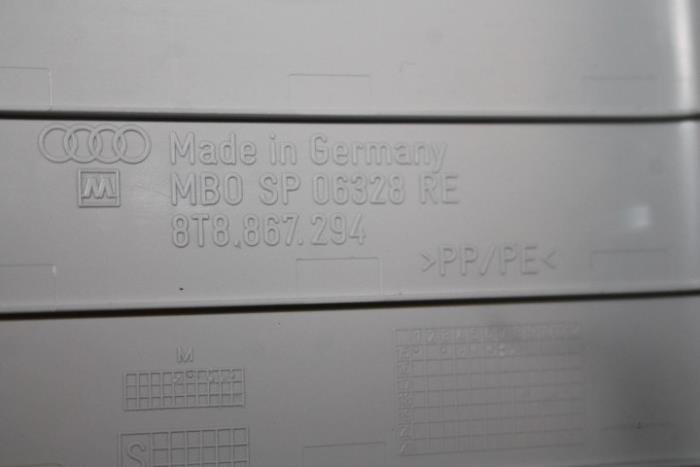 Made in Germany
MBO SP 06328 RE
8T8.867.294
>PP/PE<
M
S